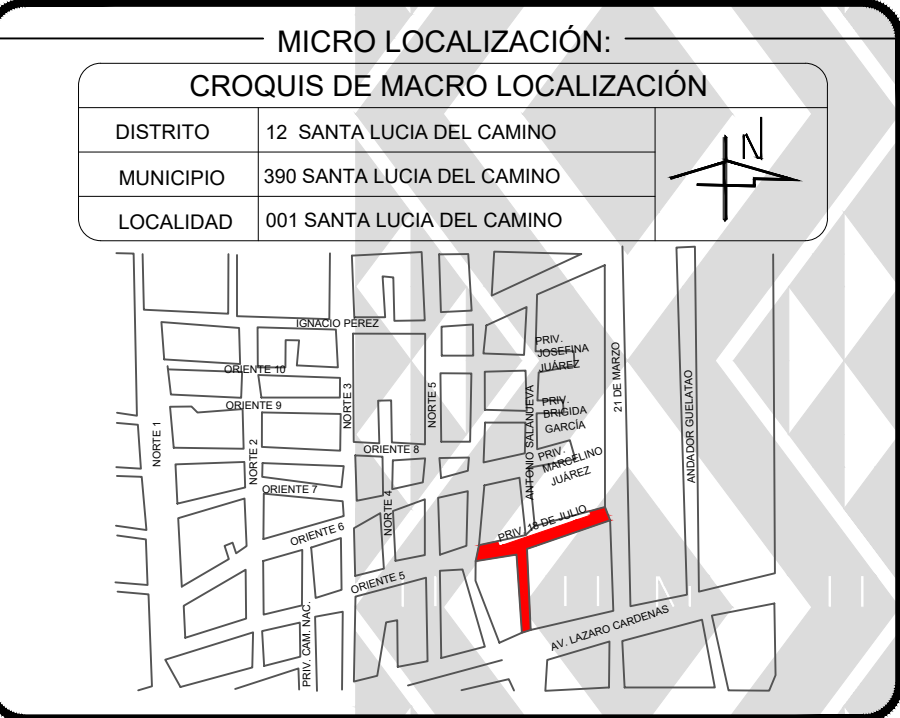 MICRO LOCALIZACIÓN:
CROQUIS DE MACRO LOCALIZACIÓN
DISTRITO 12 SANTA LUCIA DEL CAMINO
MUNICIPIO 390 SANTA LUCIA DEL CAMINO
LOCALIDAD 001 SANTA LUCIA DEL CAMINO
N
IGNACIO PEREZ
PRIV.
JOSEFINA
JUÁREZ
ORIENTE 10
ORIENTE 9
NORTE 3
NORTE 5
ANTONIO SALANUEVA
21 DE MARZO
ANDADOR GUELATAO
PRIV.
BRIGIDA
GARCÍA
NORTE 1
NORTE 2
ORIENTE 8
PRIV.
MARCELINO
JUÁREZ
ORIENTE 7
NORTE 4
ORIENTE 6
PRIV. 18 DE JULIO
ORIENTE 5
PRIV. CAM. NAC.
AV. LAZARO CARDENAS